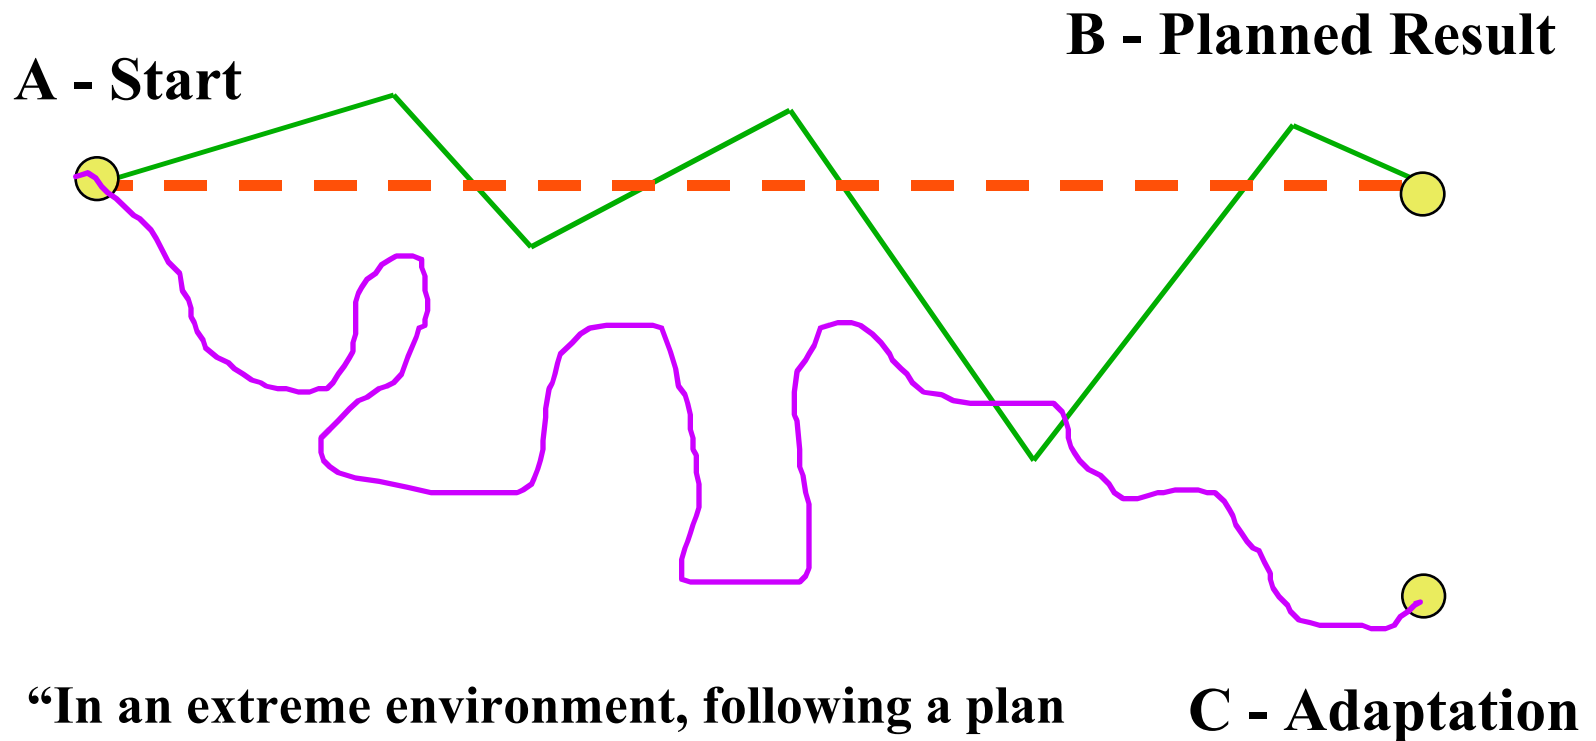 B - Planned Result
A - Start
“In an extreme environment, following a plan
C - Adaptation